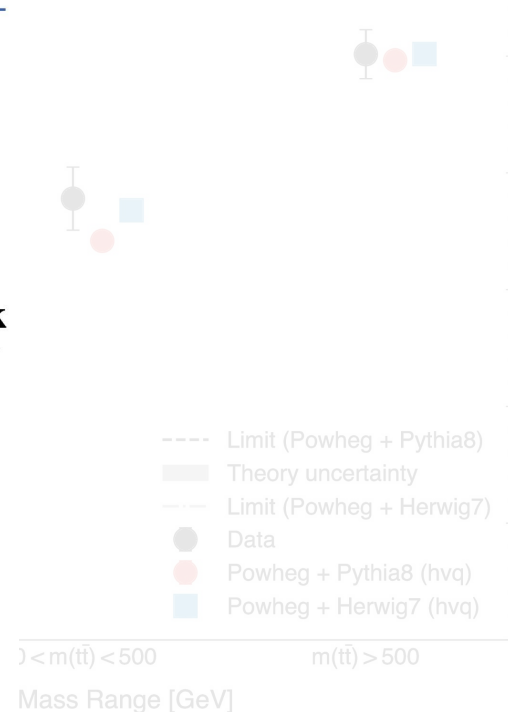 Limit (Powheg + Pythia8)
Theory uncertainty
Limit (Powheg + Herwig7)
Data
Powheg + Pythia8 (hvq)
Powheg + Herwig7 (hvq)
< m(tt̄) < 500
m(tt̄) > 500
Mass Range [GeV]